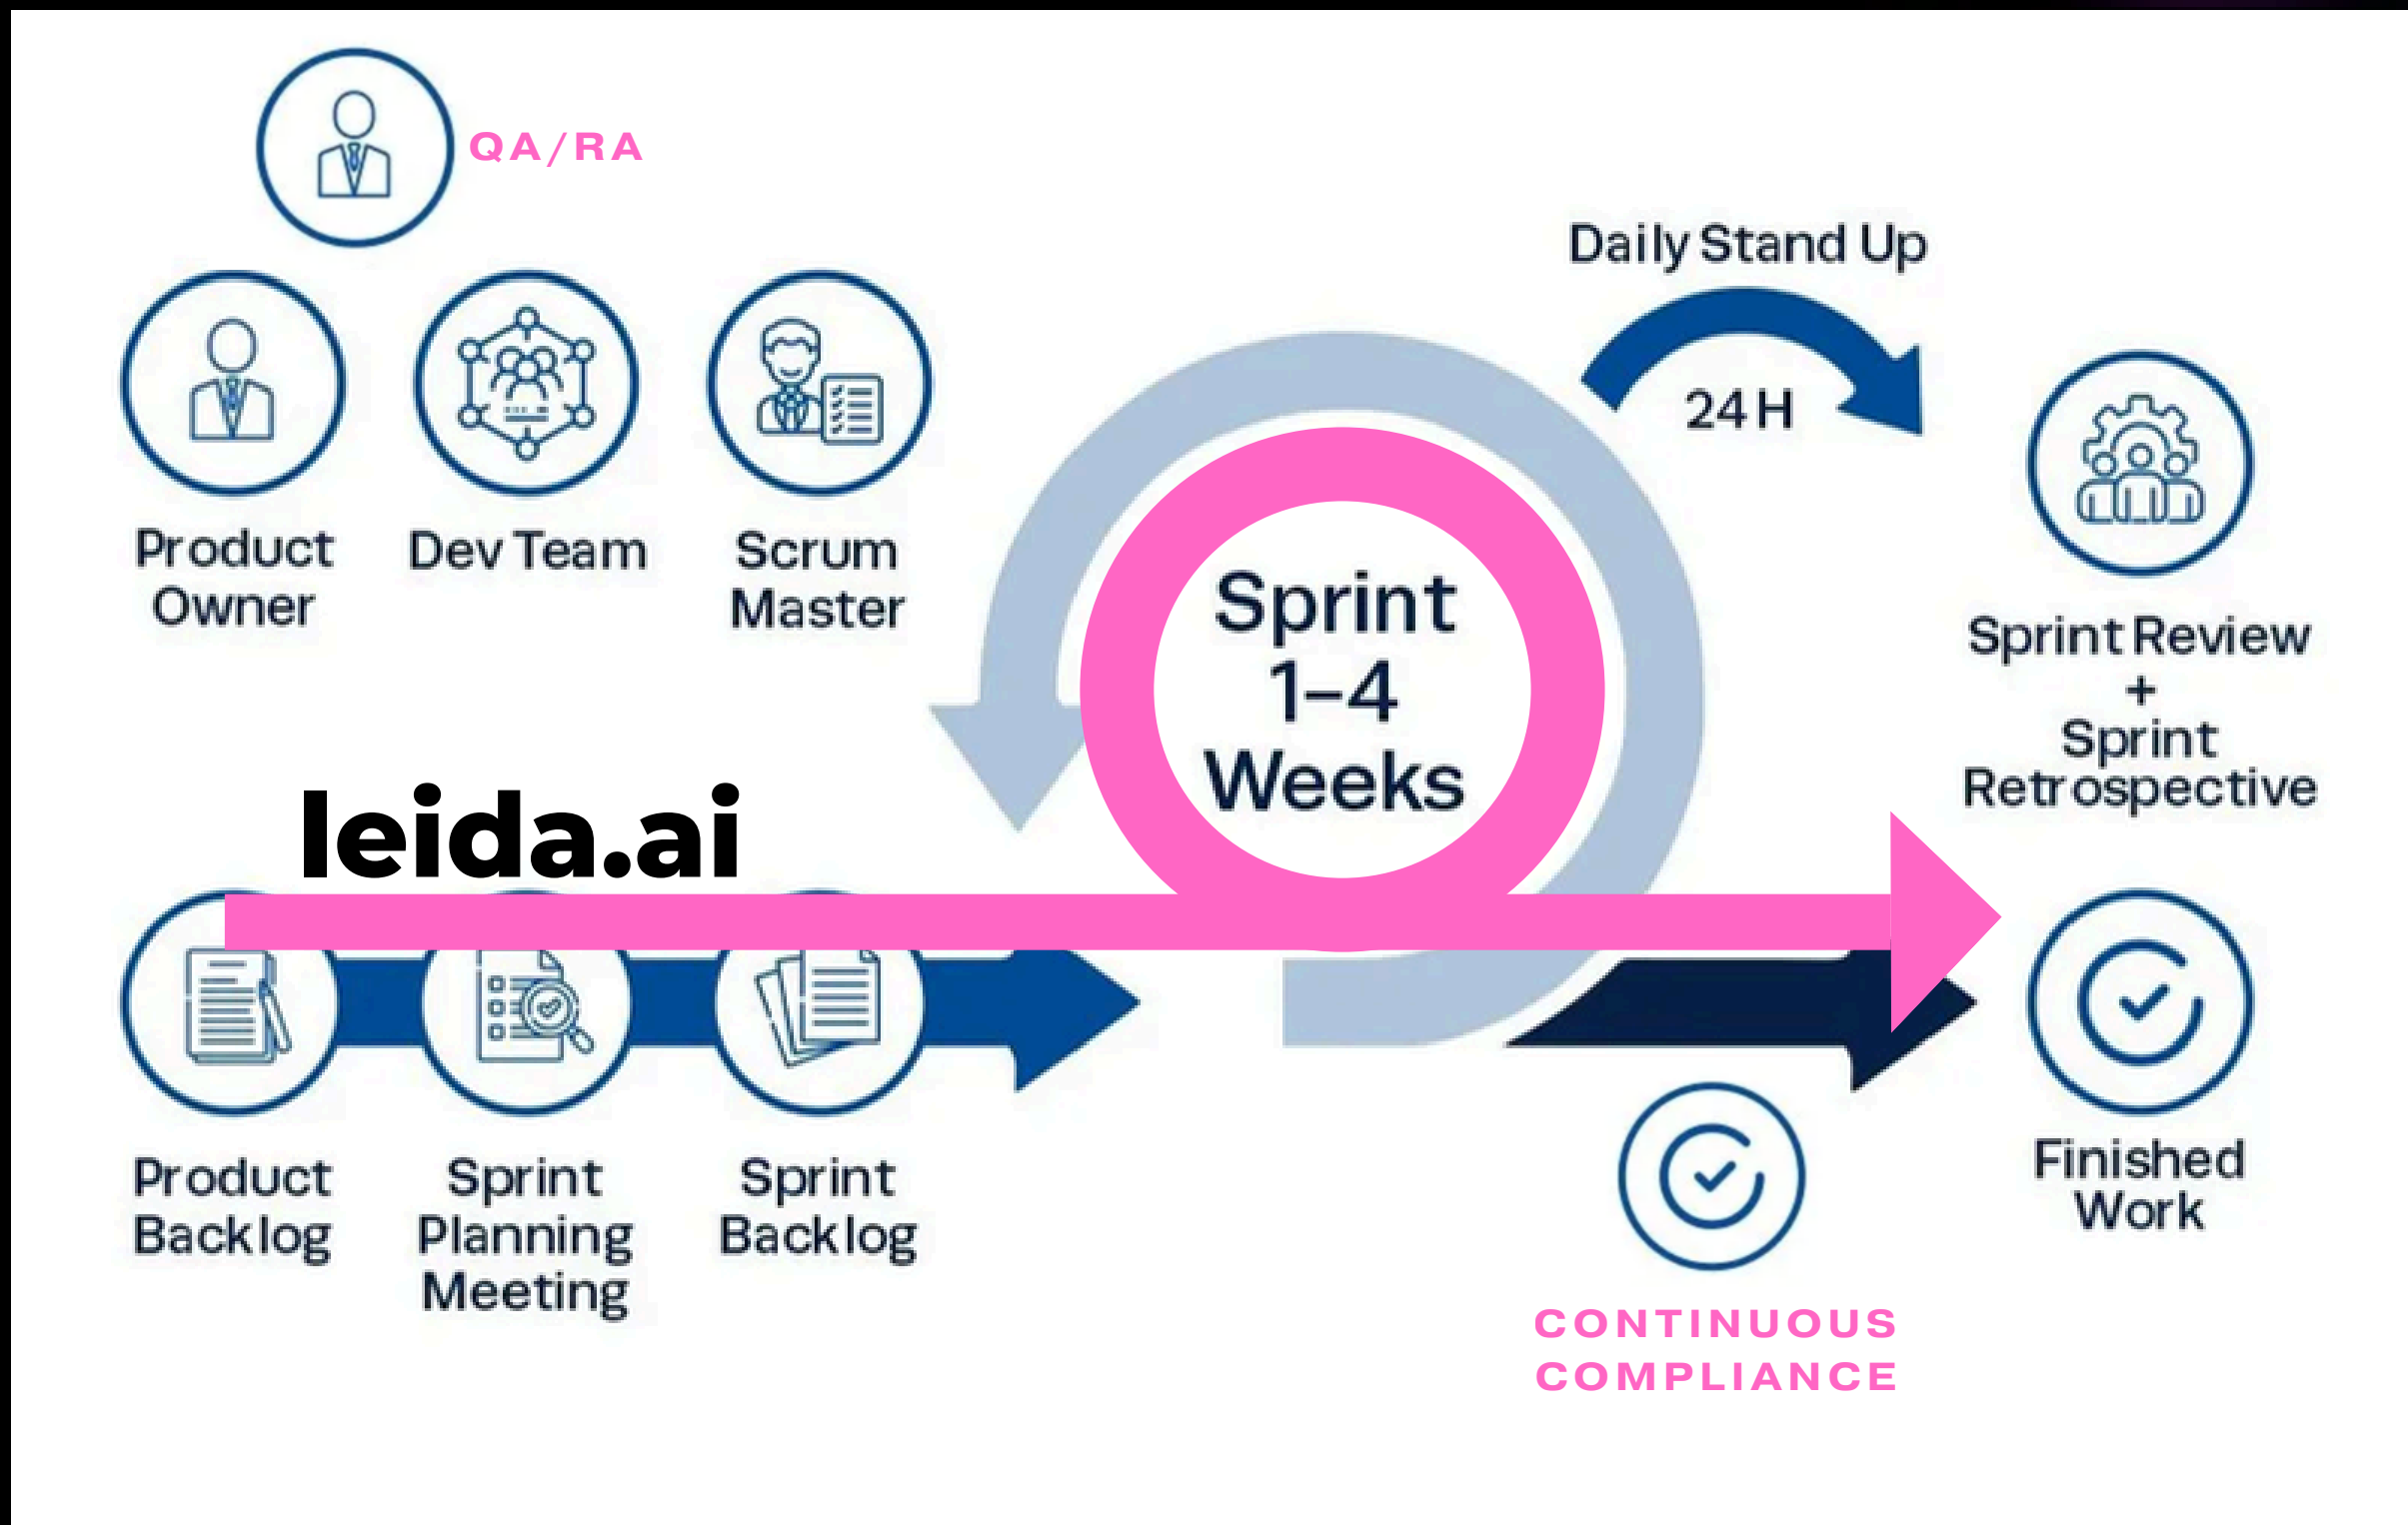 QA/RA
Product
Owner
Dev Team
Scrum
Master
Daily Stand Up
24 H
Sprint
1–4
Weeks
Sprint Review
+
Sprint
Retrospective
leida.ai
Product
Backlog
Sprint
Planning
Meeting
Sprint
Backlog
Finished
Work
CONTINUOUS
COMPLIANCE